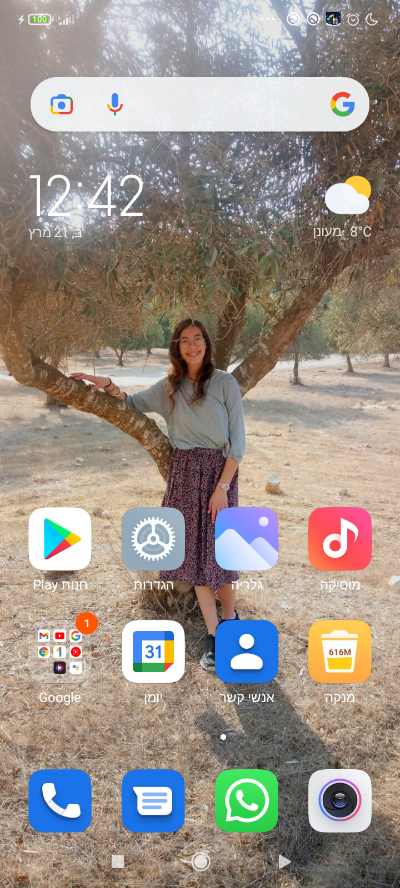 100
12:42
ב׳, 21 מרץ
מעונן 8°C
חנות Play
הגדרות
גלריה
מוסיקה
1
31
616M
Google
יומן
אנשי קשר
מנקה